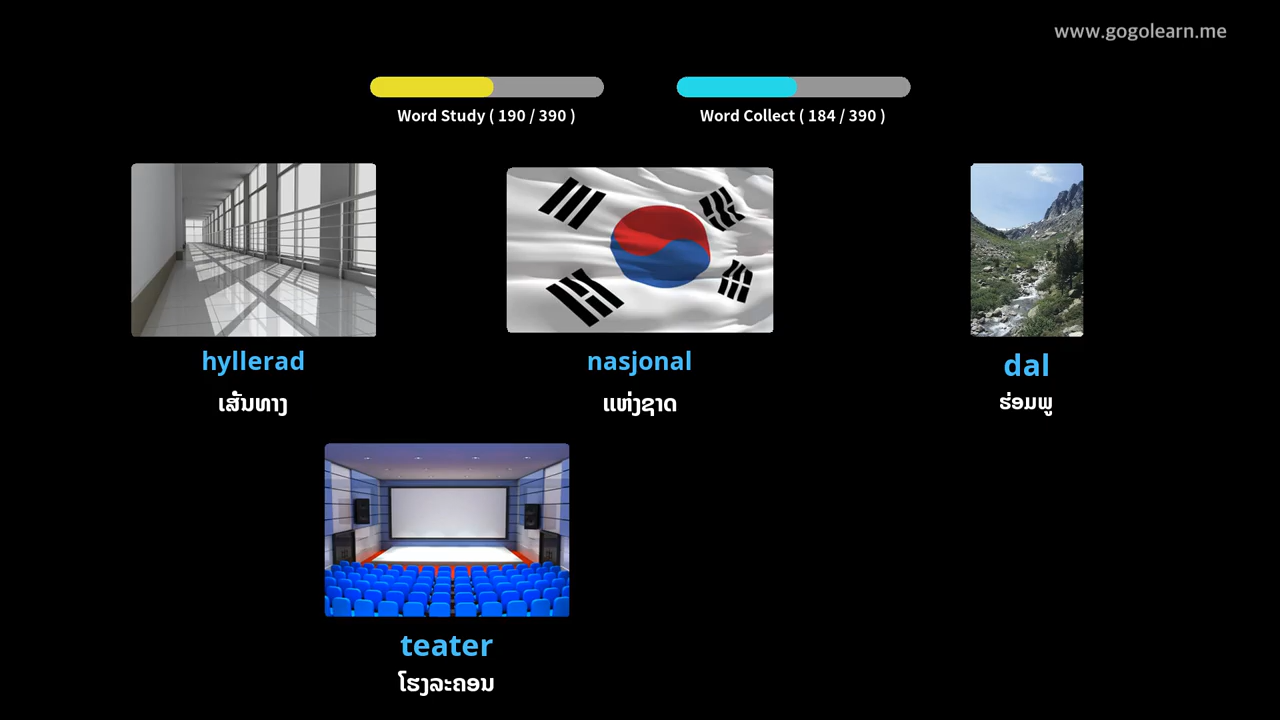 www.gogolearn.me
Word Study ( 190 / 390 )
Word Collect ( 184 / 390 )
hyllerad
ເສັ້ນທາງ
nasjonal
ແຫ່ງຊາດ
dal
ຮ່ອມພູ
teater
ໂຮງລະຄອນ